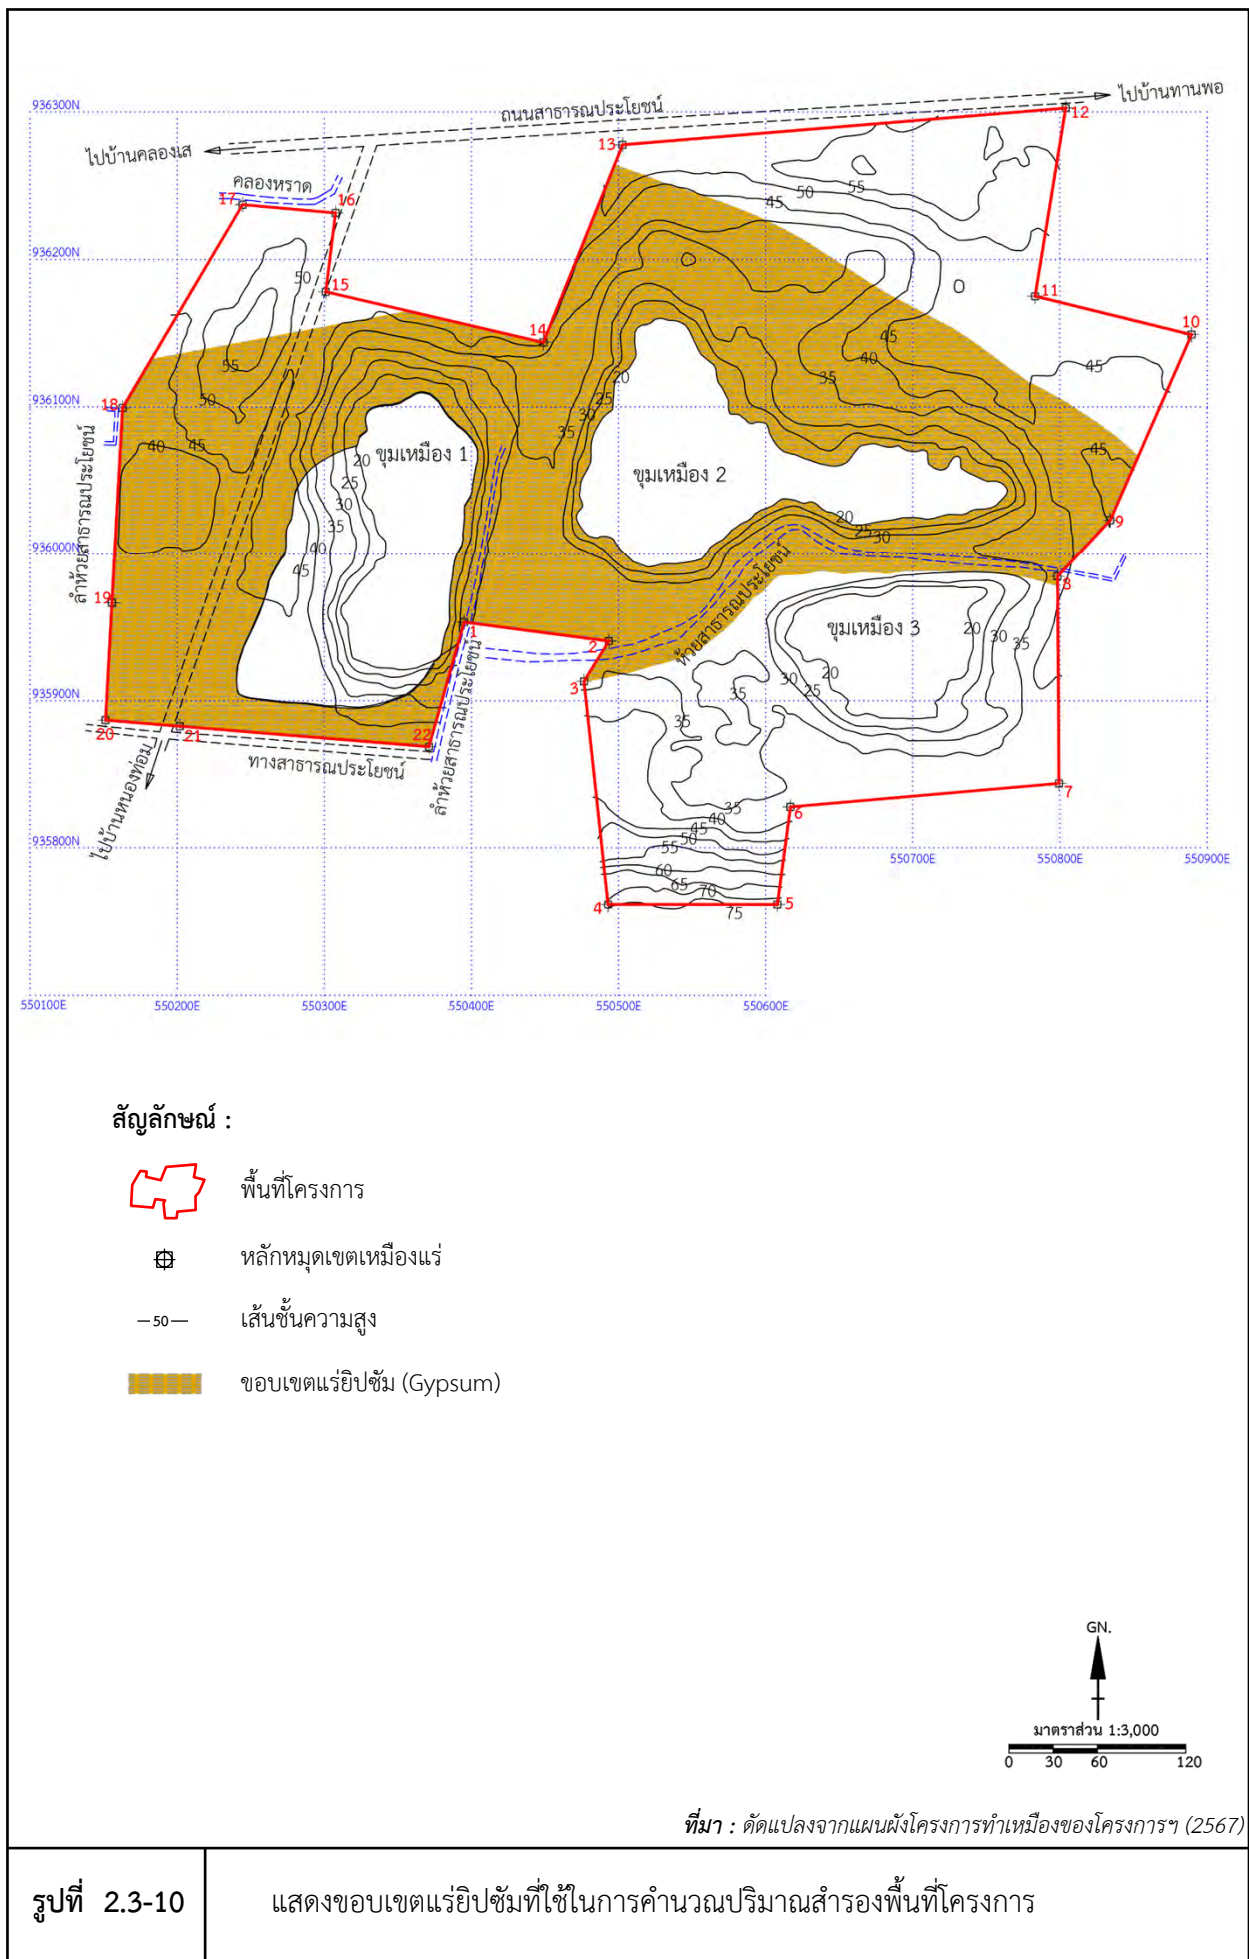 936300N
ถนนสาธารณประโยชน์
ไปบ้านทานพอ
12
13
ไปบ้านคลองเส
คลองหราด
17
16
50
55
45
936200N
50
15
11
10
14
45
40
35
45
55
50
20
25
30
35
18
936100N
40
45
ลำห้วยสาธารณประโยชน์
ขุมเหมือง 1
20
25
30
35
40
45
ขุมเหมือง 2
45
9
20
25
30
936000N
ห้วยสาธารณประโยชน์
8
19
1
2
3
ขุมเหมือง 3
20
30
35
20
25
30
35
35
935900N
20
21
22
ทางสาธารณประโยชน์
ลำห้วยสาธารณประโยชน์
ไปบ้านหนองท่อม
7
6
35
40
45
50
55
60
65
70
75
4
5
935800N
550700E
550800E
550900E
550100E
550200E
550300E
550400E
550500E
550600E
สัญลักษณ์ :
พื้นที่โครงการ
หลักหมุดเขตเหมืองแร่
50
เส้นชั้นความสูง
ขอบเขตแร่ยิปซัม (Gypsum)
GN.
มาตราส่วน 1:3,000
0 30 60 120
ที่มา : ดัดแปลงจากแผนผังโครงการทำเหมืองของโครงการฯ (2567)
รูปที่ 2.3-10
แสดงขอบเขตแร่ยิปซัมที่ใช้ในการคำนวณปริมาณสำรองพื้นที่โครงการ